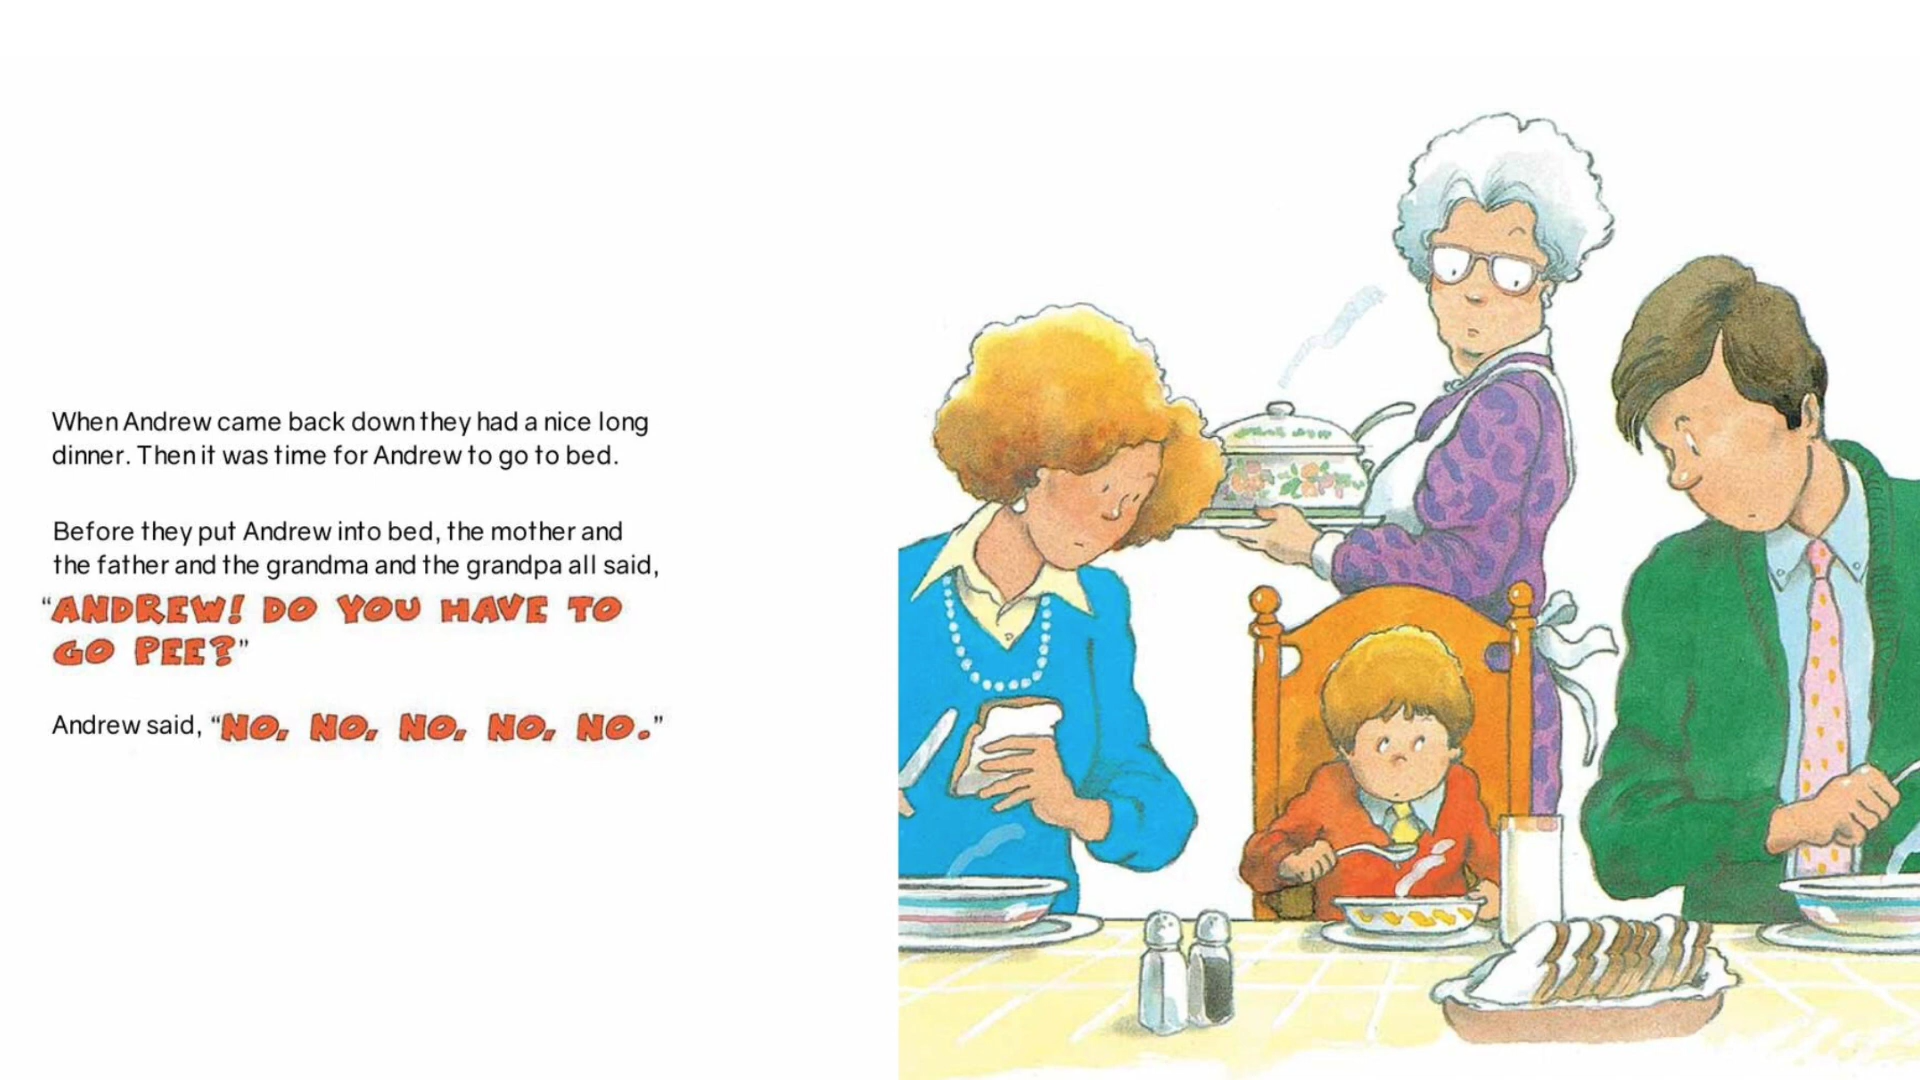 When Andrew came back down they had a nice long
dinner. Then it was time for Andrew to go to bed.
Before they put Andrew into bed, the mother and
the father and the grandma and the grandpa all said,
“ANDREW! DO YOU HAVE TO
GO PEE?”
Andrew said, “NO, NO, NO, NO, NO.”